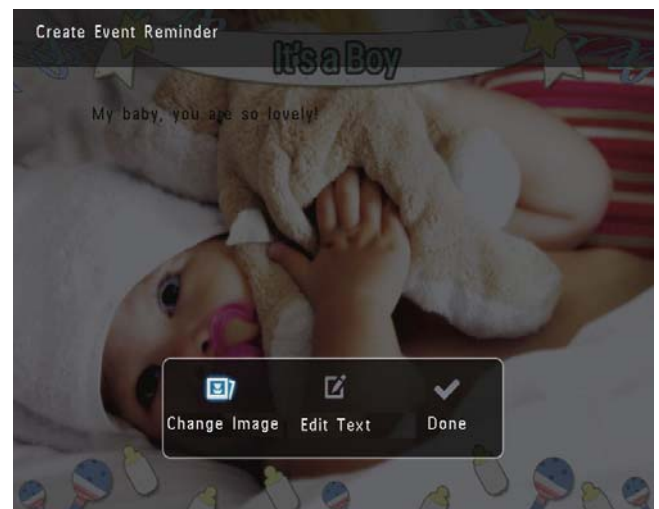 Create Event Reminder
It's a Boy
My baby, you are so lovely!
Change Image Edit Text Done